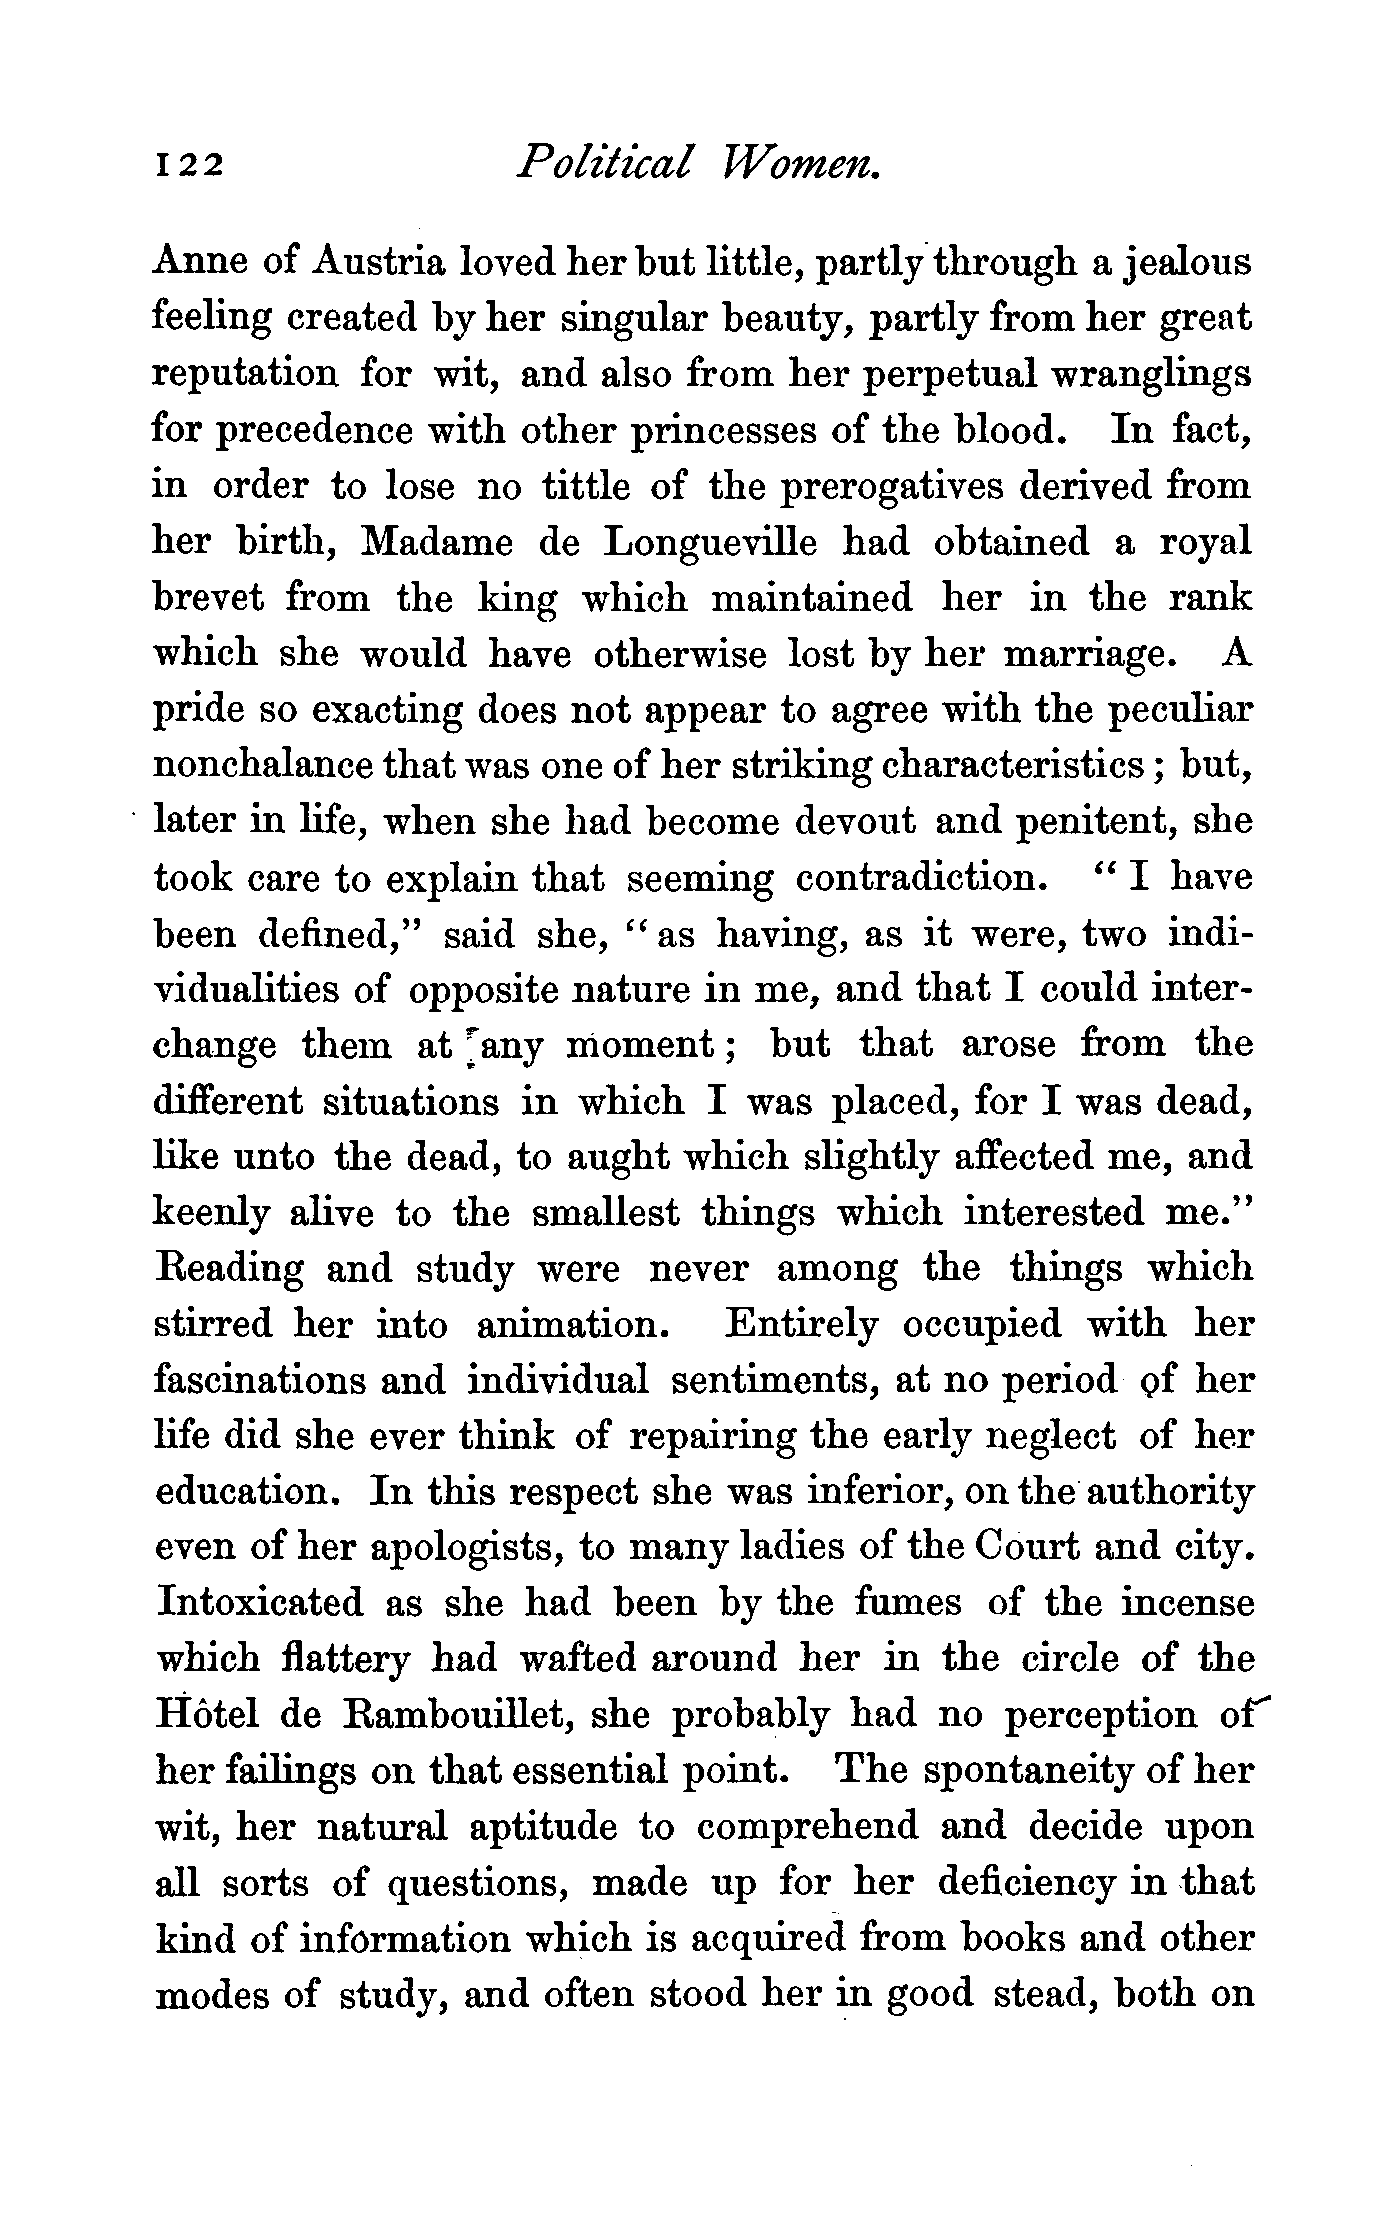 122 Political Women.
Anne of Austria loved her but little, partly through a jealous
feeling created by her singular beauty, partly from her great
reputation for wit, and also from her perpetual wranglings
for precedence with other princesses of the blood. In fact,
in order to lose no tittle of the prerogatives derived from
her birth, Madame de Longueville had obtained a royal
brevet from the king which maintained her in the rank
which she would have otherwise lost by her marriage. A
pride so exacting does not appear to agree with the peculiar
nonchalance that was one of her striking characteristics; but,
later in life, when she had become devout and penitent, she
took care to explain that seeming contradiction. “I have
been defined,” said she, “as having, as it were, two indi-
vidualities of opposite nature in me, and that I could inter-
change them at any moment; but that arose from the
different situations in which I was placed, for I was dead,
like unto the dead, to aught which slightly affected me, and
keenly alive to the smallest things which interested me.”
Reading and study were never among the things which
stirred her into animation. Entirely occupied with her
fascinations and individual sentiments, at no period of her
life did she ever think of repairing the early neglect of her
education. In this respect she was inferior, on the authority
even of her apologists, to many ladies of the Court and city.
Intoxicated as she had been by the fumes of the incense
which flattery had wafted around her in the circle of the
Hôtel de Rambouillet, she probably had no perception of
her failings on that essential point. The spontaneity of her
wit, her natural aptitude to comprehend and decide upon
all sorts of questions, made up for her deficiency in that
kind of information which is acquired from books and other
modes of study, and often stood her in good stead, both on